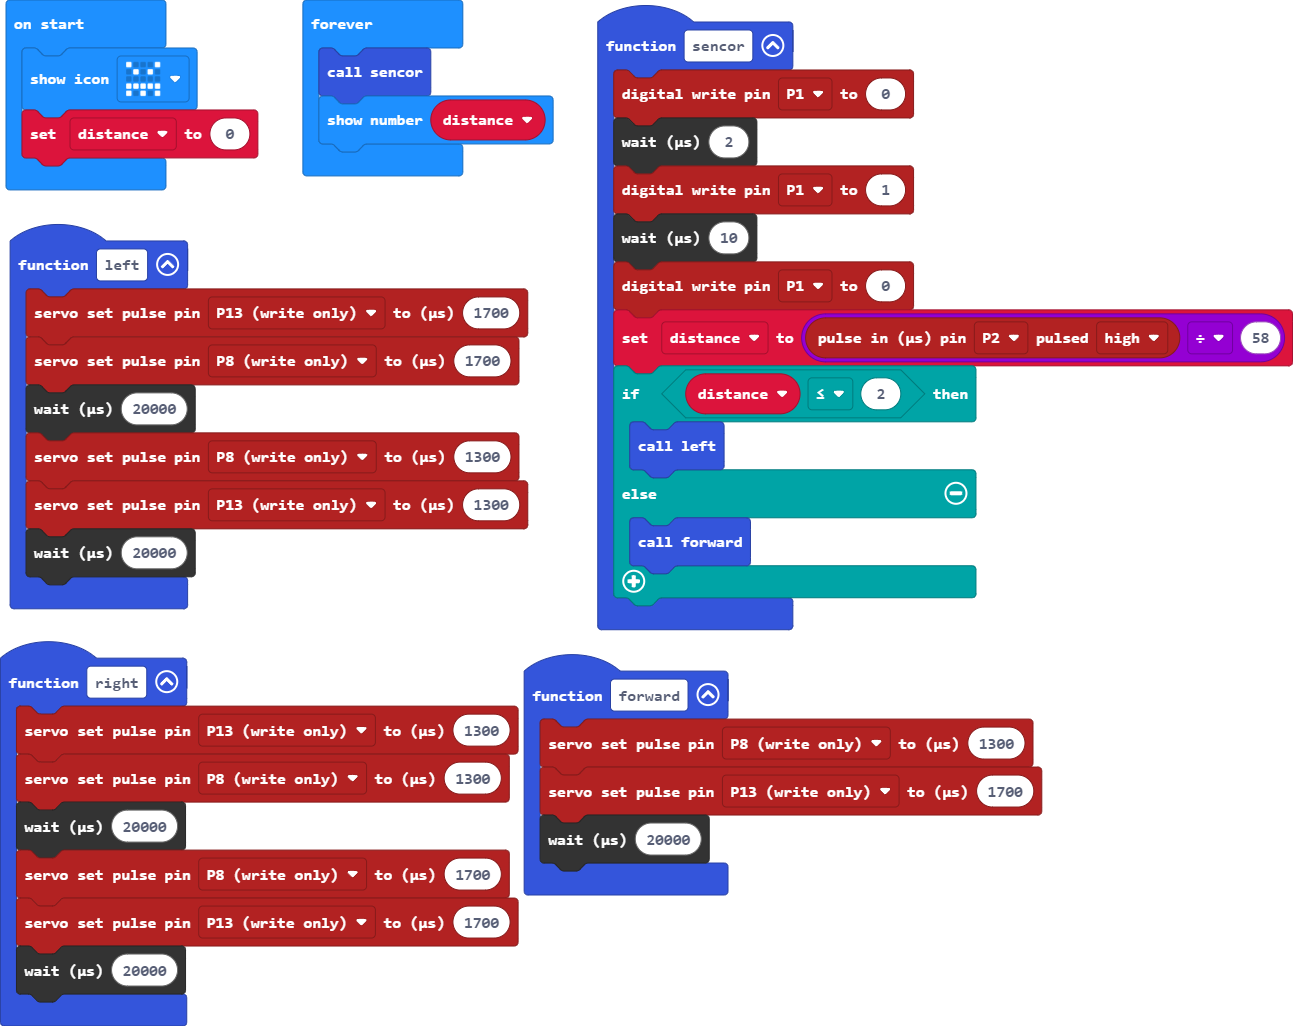 on start
show icon
set distance to 0
forever
call sencor
show number distance
function sencor
digital write pin P1 to 0
wait (µs) 2
digital write pin P1 to 1
wait (µs) 10
digital write pin P1 to 0
set distance to pulse in (µs) pin P2 pulsed high ÷ 58
if distance ≤ 2 then
call left
else
call forward
function left
servo set pulse pin P13 (write only) to (µs) 1700
servo set pulse pin P8 (write only) to (µs) 1700
wait (µs) 20000
servo set pulse pin P8 (write only) to (µs) 1300
servo set pulse pin P13 (write only) to (µs) 1300
wait (µs) 20000
function right
servo set pulse pin P13 (write only) to (µs) 1300
servo set pulse pin P8 (write only) to (µs) 1300
wait (µs) 20000
servo set pulse pin P8 (write only) to (µs) 1700
servo set pulse pin P13 (write only) to (µs) 1700
wait (µs) 20000
function forward
servo set pulse pin P8 (write only) to (µs) 1300
servo set pulse pin P13 (write only) to (µs) 1700
wait (µs) 20000